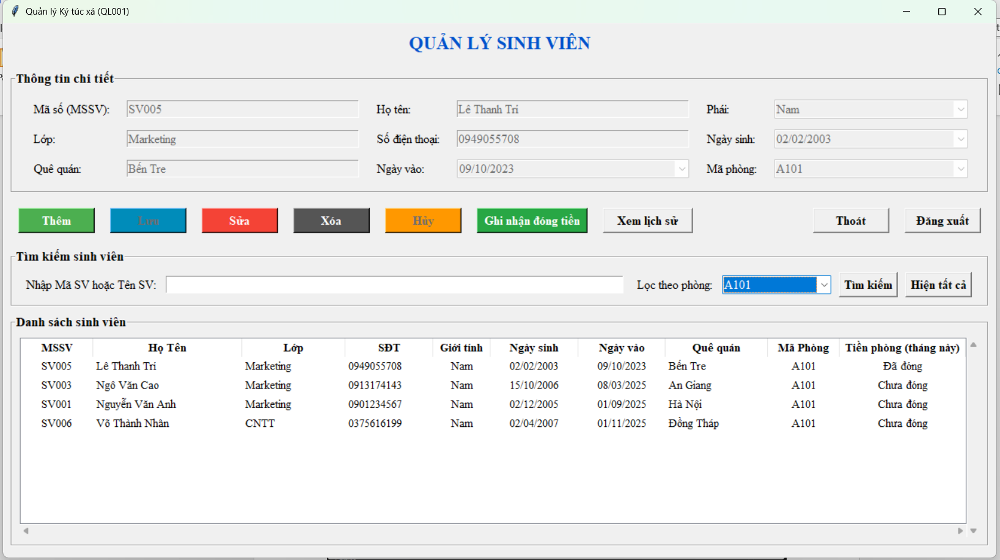 Quản lý Ký túc xá (QL001)
QUẢN LÝ SINH VIÊN
Thông tin chi tiết
Mã số (MSSV): SV005 Họ tên: Lê Thanh Trí Phái: Nam
Lớp: Marketing Số điện thoại: 0949055708 Ngày sinh: 02/02/2003
Quê quán: Bến Tre Ngày vào: 09/10/2023 Mã phòng: A101
Thêm Lưu Sửa Xóa Hủy Ghi nhận đóng tiền Xem lịch sử Thoát Đăng xuất
Tìm kiếm sinh viên
Nhập Mã SV hoặc Tên SV: Lọc theo phòng: A101 Tìm kiếm Hiện tất cả
Danh sách sinh viên
MSSV Họ Tên Lớp SĐT Giới tính Ngày sinh Ngày vào Quê quán Mã Phòng Tiền phòng (tháng này)
SV005 Lê Thanh Trí Marketing 0949055708 Nam 02/02/2003 09/10/2023 Bến Tre A101 Đã đóng
SV003 Ngô Văn Cao Marketing 0913174143 Nam 15/10/2006 08/03/2025 An Giang A101 Chưa đóng
SV001 Nguyễn Văn Anh Marketing 0901234567 Nam 02/12/2005 01/09/2025 Hà Nội A101 Chưa đóng
SV006 Võ Thành Nhân CNTT 0375616199 Nam 02/04/2007 01/11/2025 Đồng Tháp A101 Chưa đóng